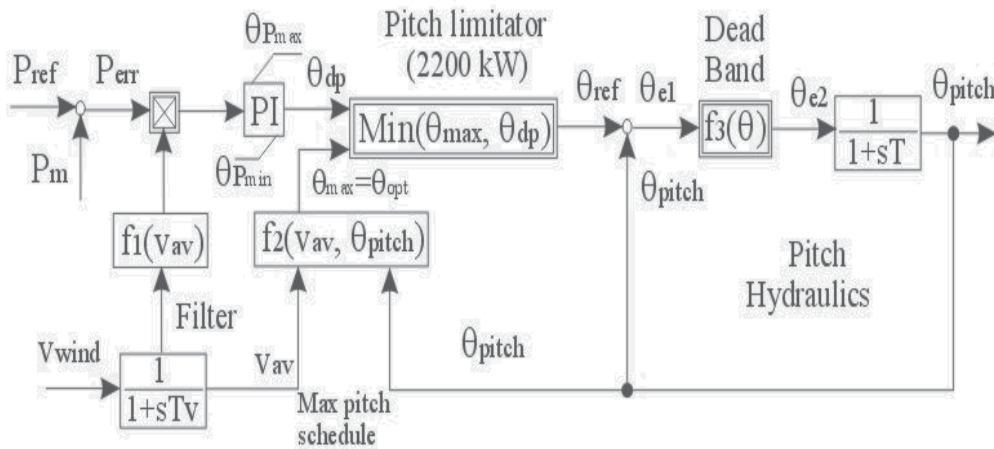 Pitch limitator
(2200 kW)
Dead
Band
θPmax
Pref
Perr
θdp
θref
θe1
θe2
θpitch
PI
Min(θmax, θdp)
f3(θ)
1
1+sT
Pm
θPmin
θmax=θopt
θpitch
f1(vav)
f2(vav, θpitch)
Pitch
Hydraulics
Filter
Vwind
1
1+sTv
Vav
θpitch
Max pitch
schedule